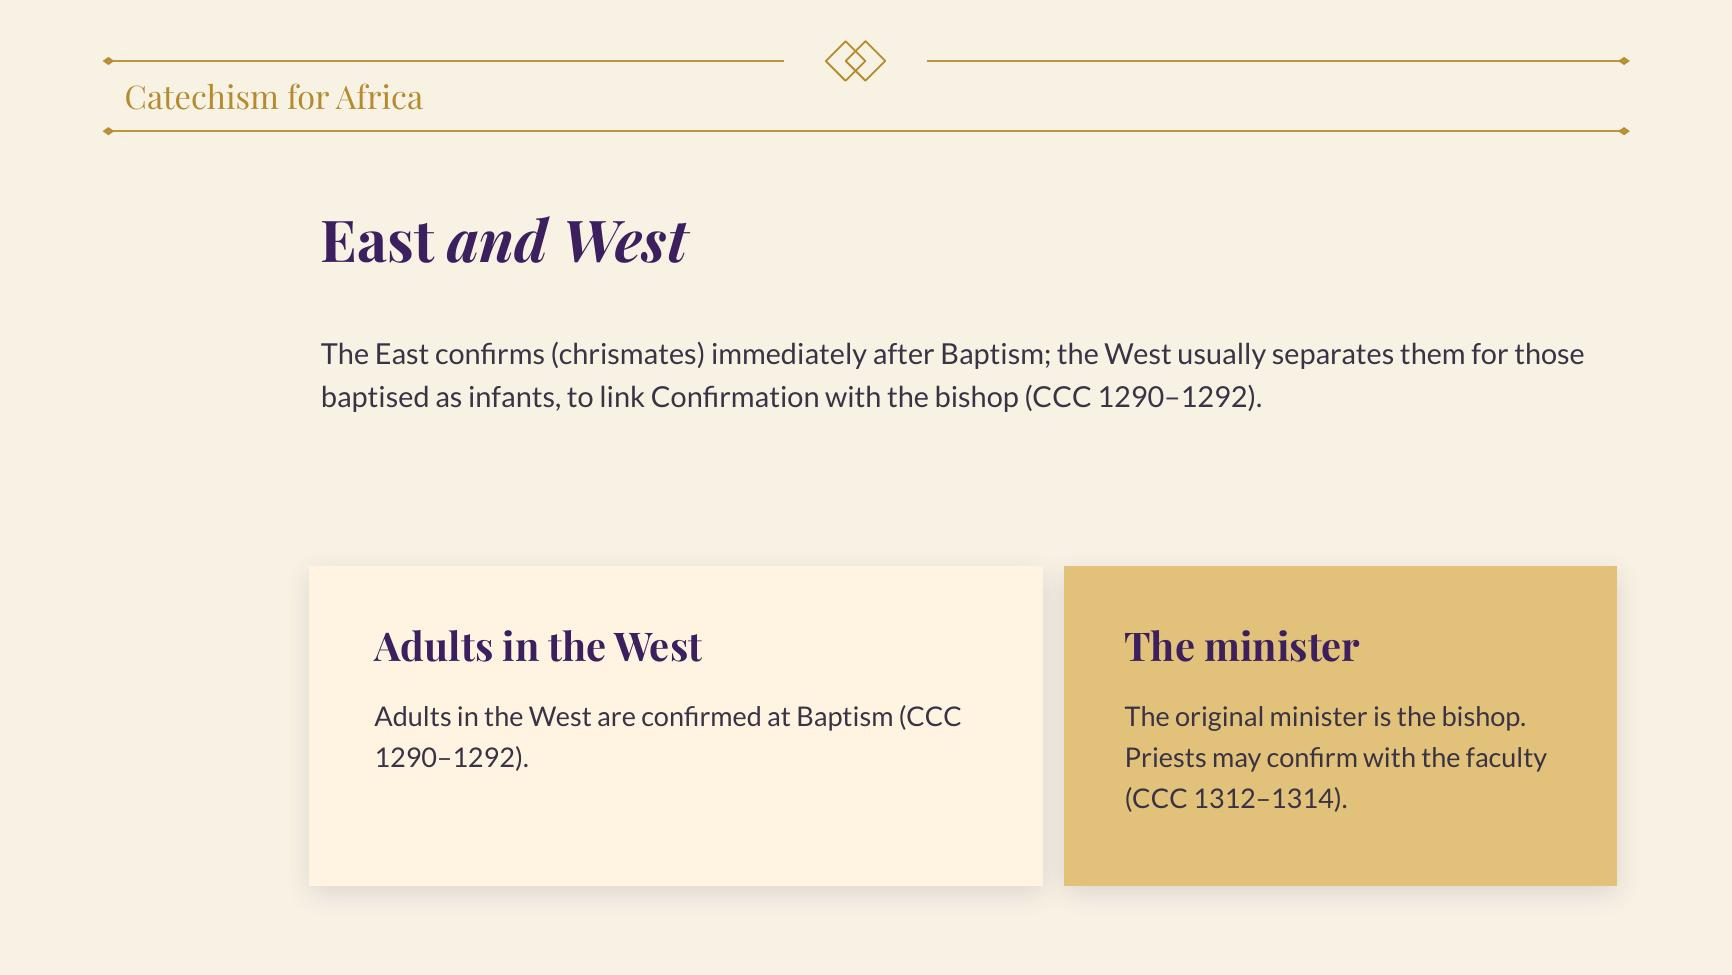 Catechism for Africa
East and West
The East confirms (chrismates) immediately after Baptism; the West usually separates them for those
baptised as infants, to link Confirmation with the bishop (CCC 1290–1292).
Adults in the West
Adults in the West are confirmed at Baptism (CCC
1290–1292).
The minister
The original minister is the bishop.
Priests may confirm with the faculty
(CCC 1312–1314).